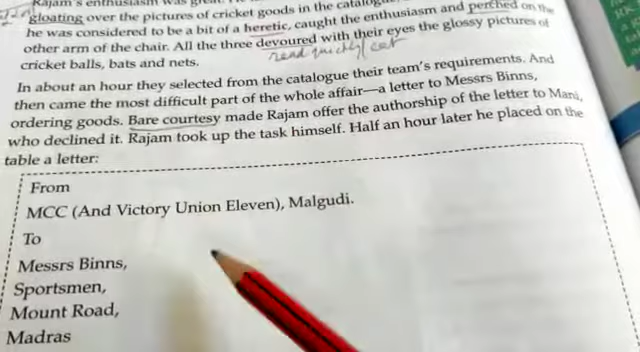 Rajam's enthusiasm was great.
gloating over the pictures of cricket goods in the catalogue,
he was considered to be a bit of a heretic, caught the enthusiasm and perched on the
other arm of the chair. All the three devoured with their eyes the glossy pictures of
read quickly/eat
cricket balls, bats and nets.
In about an hour they selected from the catalogue their team's requirements. And
then came the most difficult part of the whole affair—a letter to Messrs Binns,
ordering goods. Bare courtesy made Rajam offer the authorship of the letter to Mani,
who declined it. Rajam took up the task himself. Half an hour later he placed on the
table a letter:
From
MCC (And Victory Union Eleven), Malgudi.
To
Messrs Binns,
Sportsmen,
Mount Road,
Madras